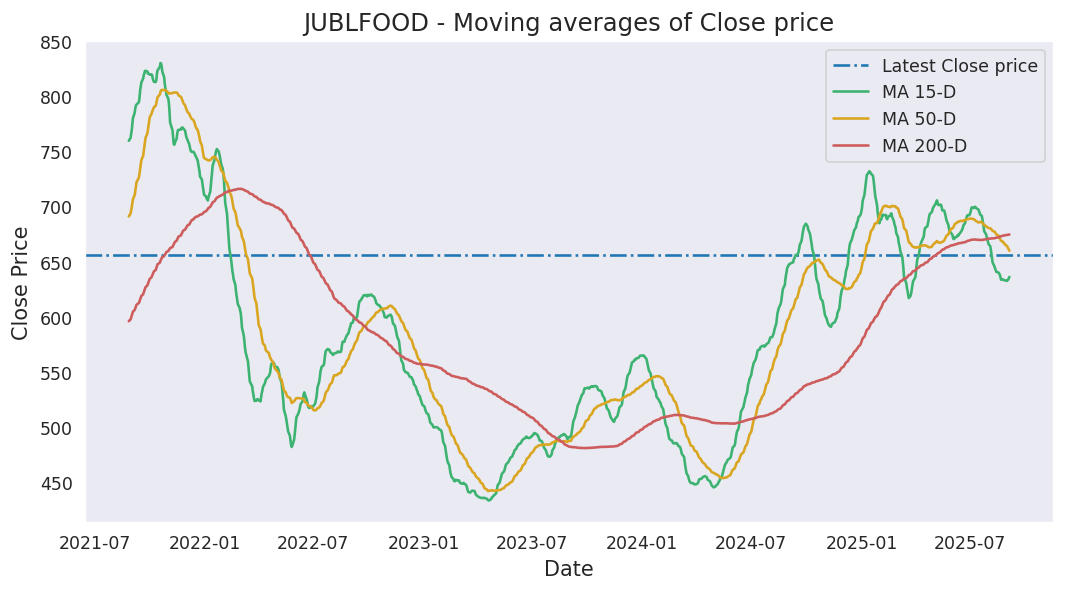 JUBLFOOD - Moving averages of Close price
850
800
750
700
650
600
550
500
450
Close Price
Latest Close price
MA 15-D
MA 50-D
MA 200-D
2021-07 2022-01 2022-07 2023-01 2023-07 2024-01 2024-07 2025-01 2025-07
Date